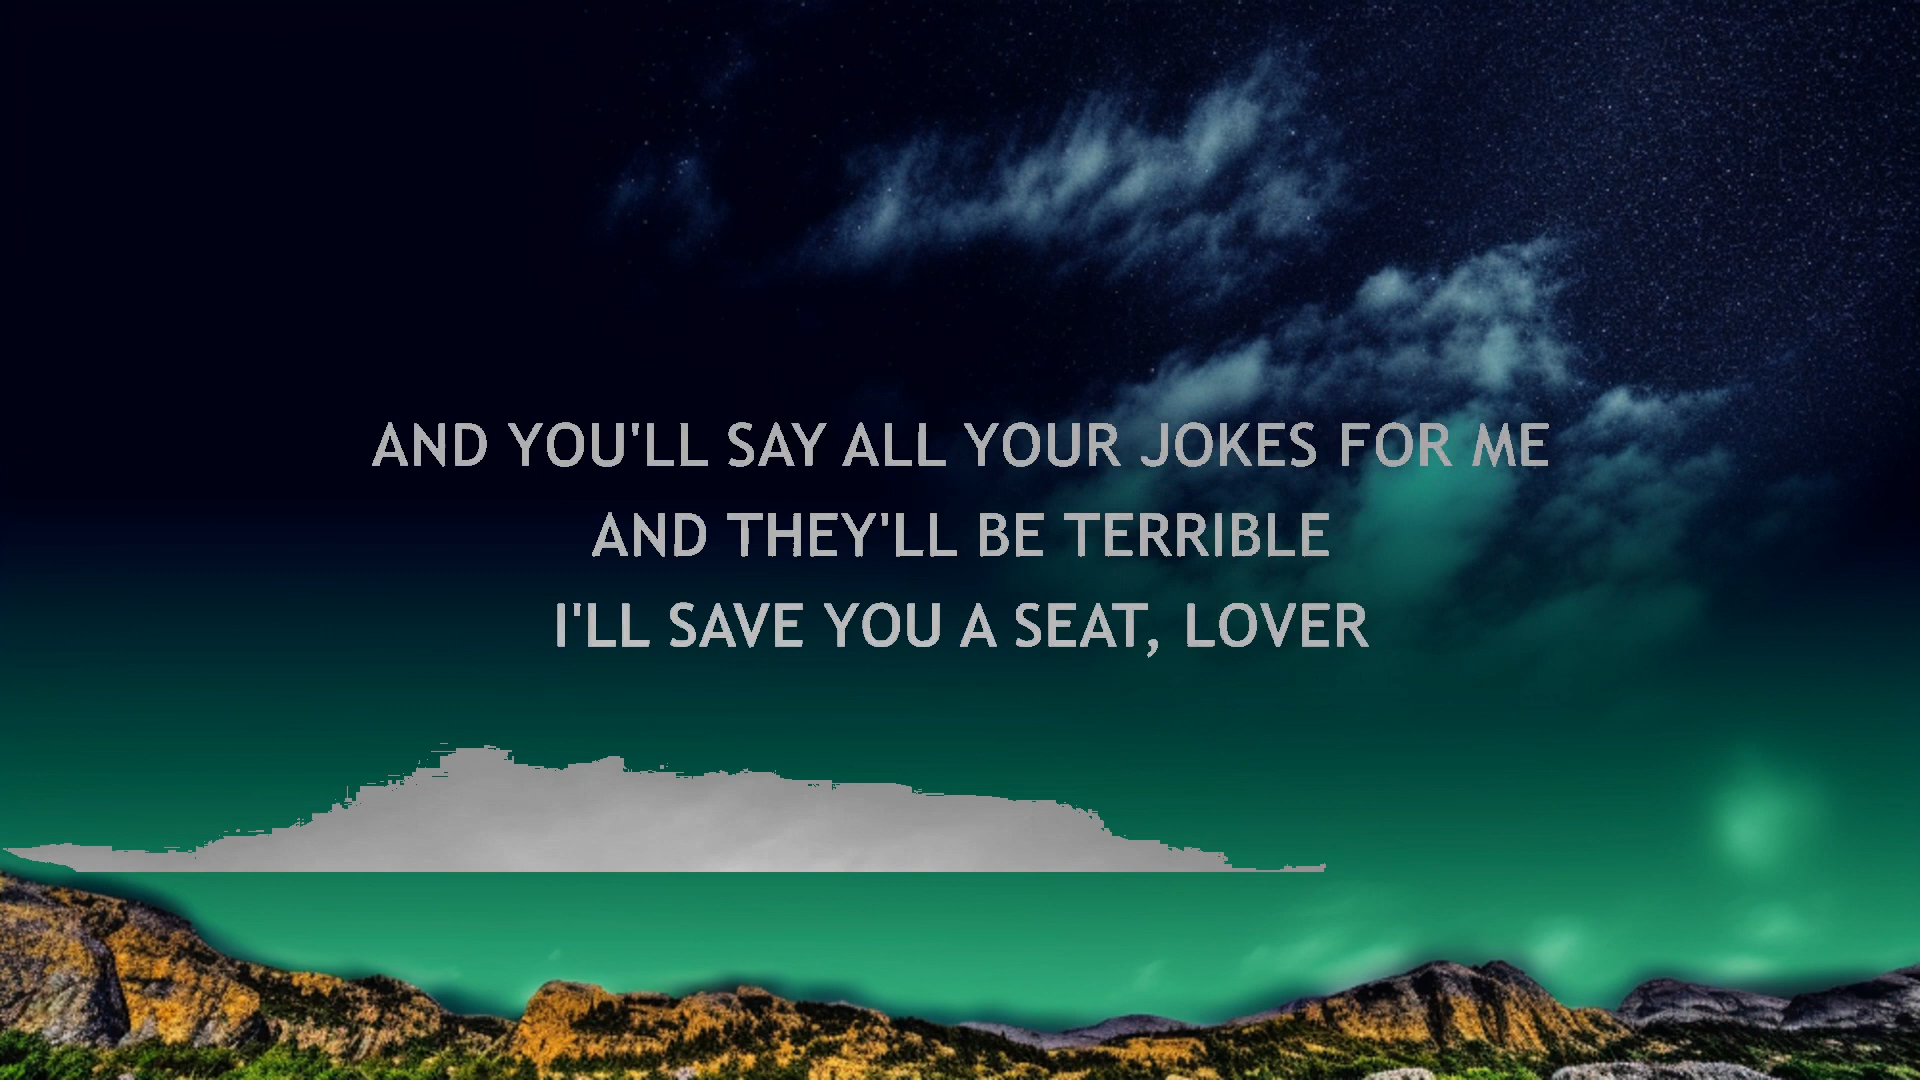 AND YOU'LL SAY ALL YOUR JOKES FOR ME
AND THEY'LL BE TERRIBLE
I'LL SAVE YOU A SEAT, LOVER